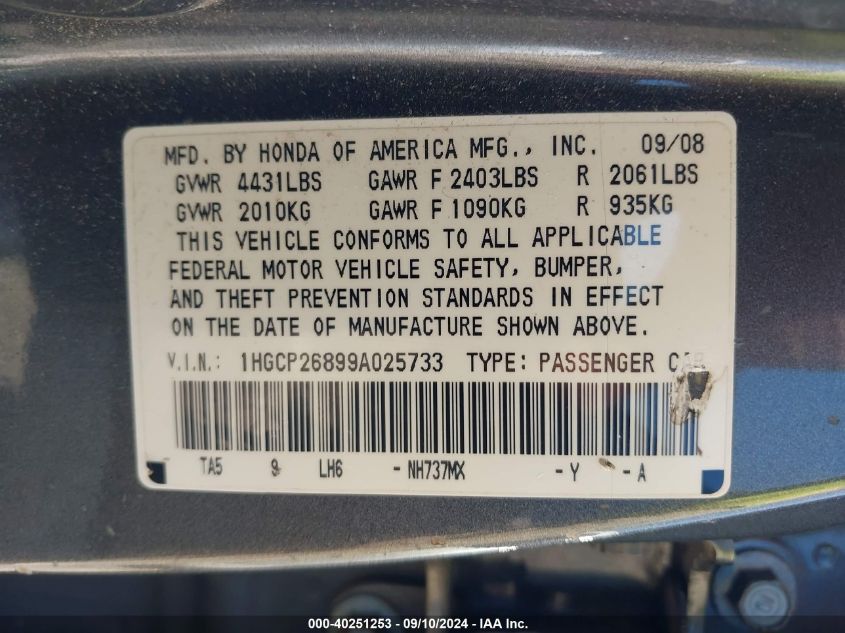 MFD. BY HONDA OF AMERICA MFG., INC. 09/08
GVWR 4431LBS GAWR F 2403LBS R 2061LBS
GVWR 2010KG GAWR F 1090KG R 935KG
THIS VEHICLE CONFORMS TO ALL APPLICABLE
FEDERAL MOTOR VEHICLE SAFETY, BUMPER,
AND THEFT PREVENTION STANDARDS IN EFFECT
ON THE DATE OF MANUFACTURE SHOWN ABOVE.
V.I.N.: 1HGCP26899A025733 TYPE: PASSENGER CAR
TA5 9 LH6 - NH737MX - Y - A
000-40251253 - 09/10/2024 - IAA Inc.